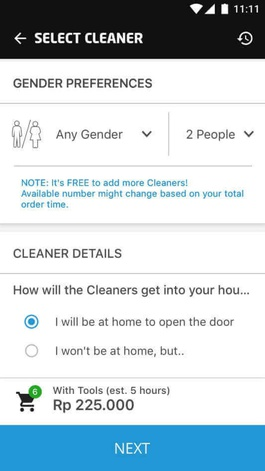 11:11
SELECT CLEANER
GENDER PREFERENCES
Any Gender
2 People
NOTE: It's FREE to add more Cleaners!
Available number might change based on your total
order time.
CLEANER DETAILS
How will the Cleaners get into your hou...
I will be at home to open the door
I won't be at home, but..
6
With Tools (est. 5 hours)
Rp 225.000
NEXT